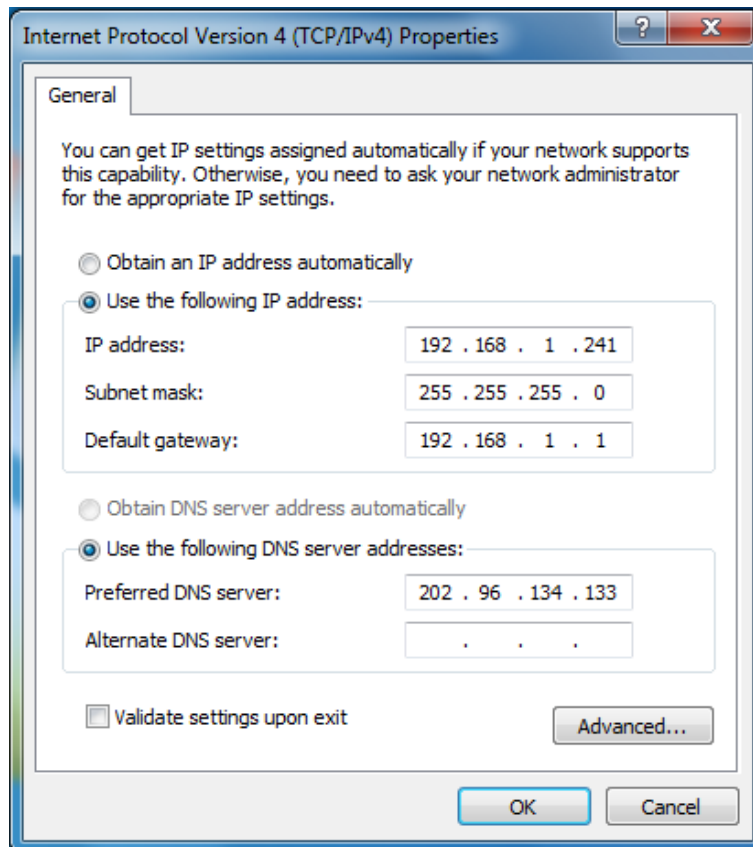 Internet Protocol Version 4 (TCP/IPv4) Properties
General
You can get IP settings assigned automatically if your network supports
this capability. Otherwise, you need to ask your network administrator
for the appropriate IP settings.
Obtain an IP address automatically
Use the following IP address:
IP address: 192 . 168 . 1 . 241
Subnet mask: 255 . 255 . 255 . 0
Default gateway: 192 . 168 . 1 . 1
Obtain DNS server address automatically
Use the following DNS server addresses:
Preferred DNS server: 202 . 96 . 134 . 133
Alternate DNS server: . . .
Validate settings upon exit
Advanced...
OK Cancel